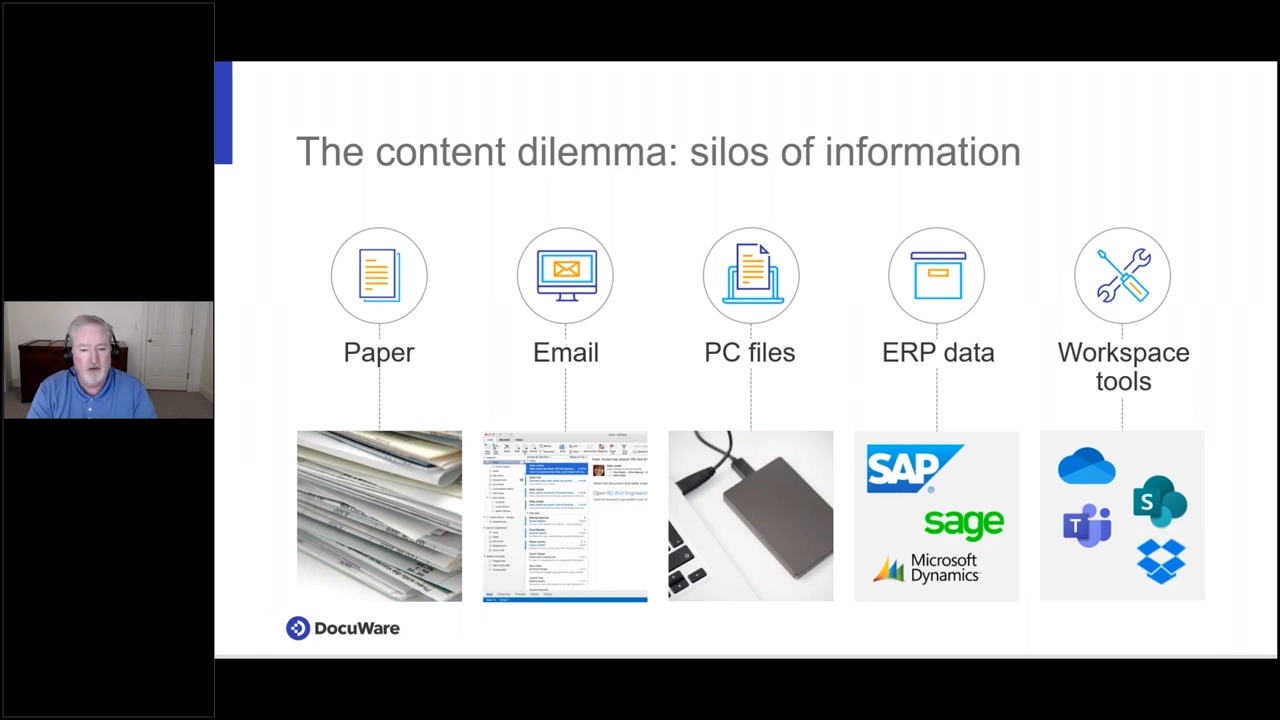 The content dilemma: silos of information
Paper
Email
PC files
ERP data
Workspace
tools
SAP
®
sage
Microsoft
Dynamics
T
S
DocuWare